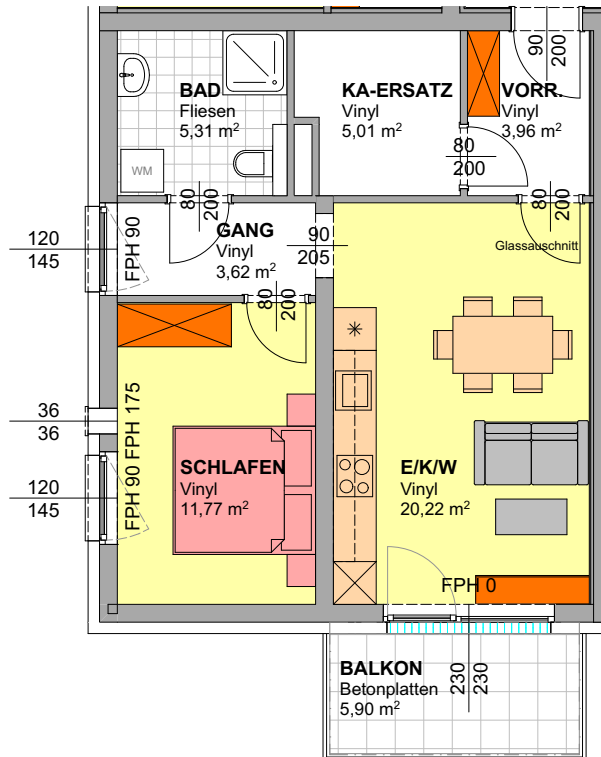 90
200
BAD
Fliesen
5,31 m²
KA-ERSATZ
Vinyl
5,01 m²
VORR.
Vinyl
3,96 m²
80
200
WM
80
200
80
200
GANG
Vinyl
3,62 m²
90
205
Glassauschnitt
120
145
FPH 90
80
200
36
36
FPH 175
SCHLAFEN
Vinyl
11,77 m²
E/K/W
Vinyl
20,22 m²
120
145
FPH 90
FPH 0
BALKON
Betonplatten
5,90 m²
230
230